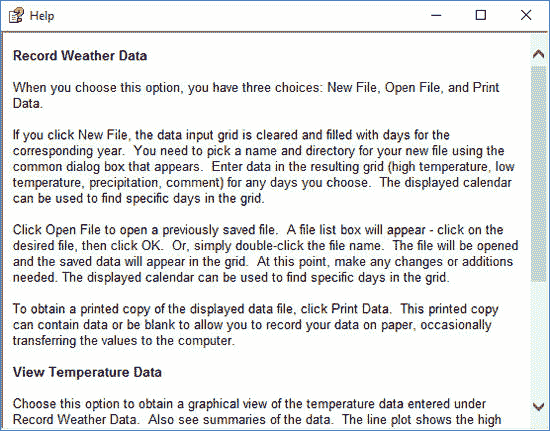 Help
Record Weather Data
When you choose this option, you have three choices: New File, Open File, and Print
Data.
If you click New File, the data input grid is cleared and filled with days for the
corresponding year.  You need to pick a name and directory for your new file using the
common dialog box that appears.  Enter data in the resulting grid (high temperature, low
temperature, precipitation, comment) for any days you choose.  The displayed calendar
can be used to find specific days in the grid.
Click Open File to open a previously saved file.  A file list box will appear - click on the
desired file, then click OK.  Or, simply double-click the file name.  The file will be opened
and the saved data will appear in the grid.  At this point, make any changes or additions
needed. The displayed calendar can be used to find specific days in the grid.
To obtain a printed copy of the displayed data file, click Print Data.  This printed copy
can contain data or be blank to allow you to record your data on paper, occasionally
transferring the values to the computer.
View Temperature Data
Choose this option to obtain a graphical view of the temperature data entered under
Record Weather Data.  Also see summaries of the data.  The line plot shows the high